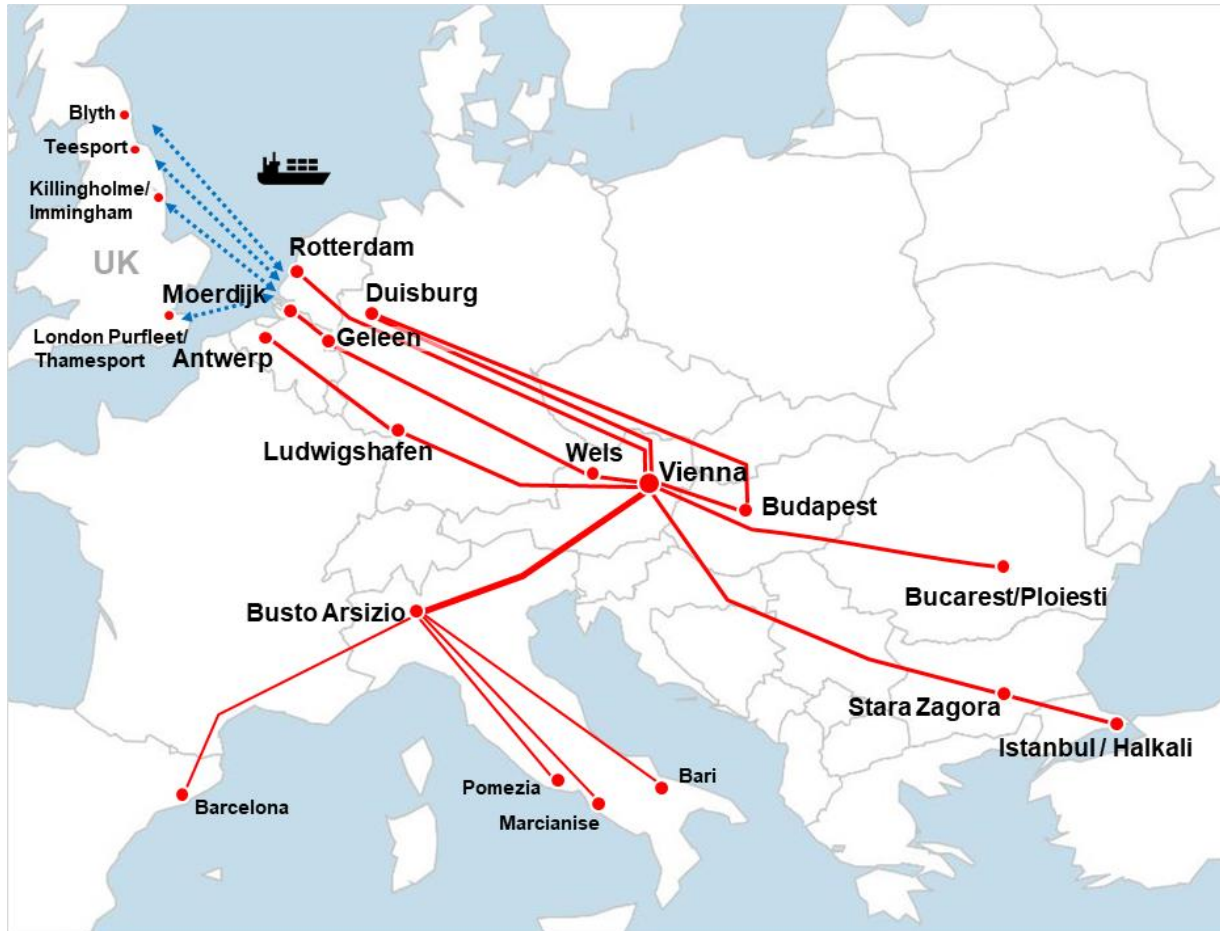 Blyth
Teesport
Killingholme/
Immingham
UK
Rotterdam
Moerdijk
Duisburg
London Purfleet/
Thamesport
Antwerp
Geleen
Ludwigshafen
Wels
Vienna
Budapest
Bucarest/Ploiesti
Busto Arsizio
Stara Zagora
Istanbul / Halkali
Barcelona
Pomezia
Marcianise
Bari